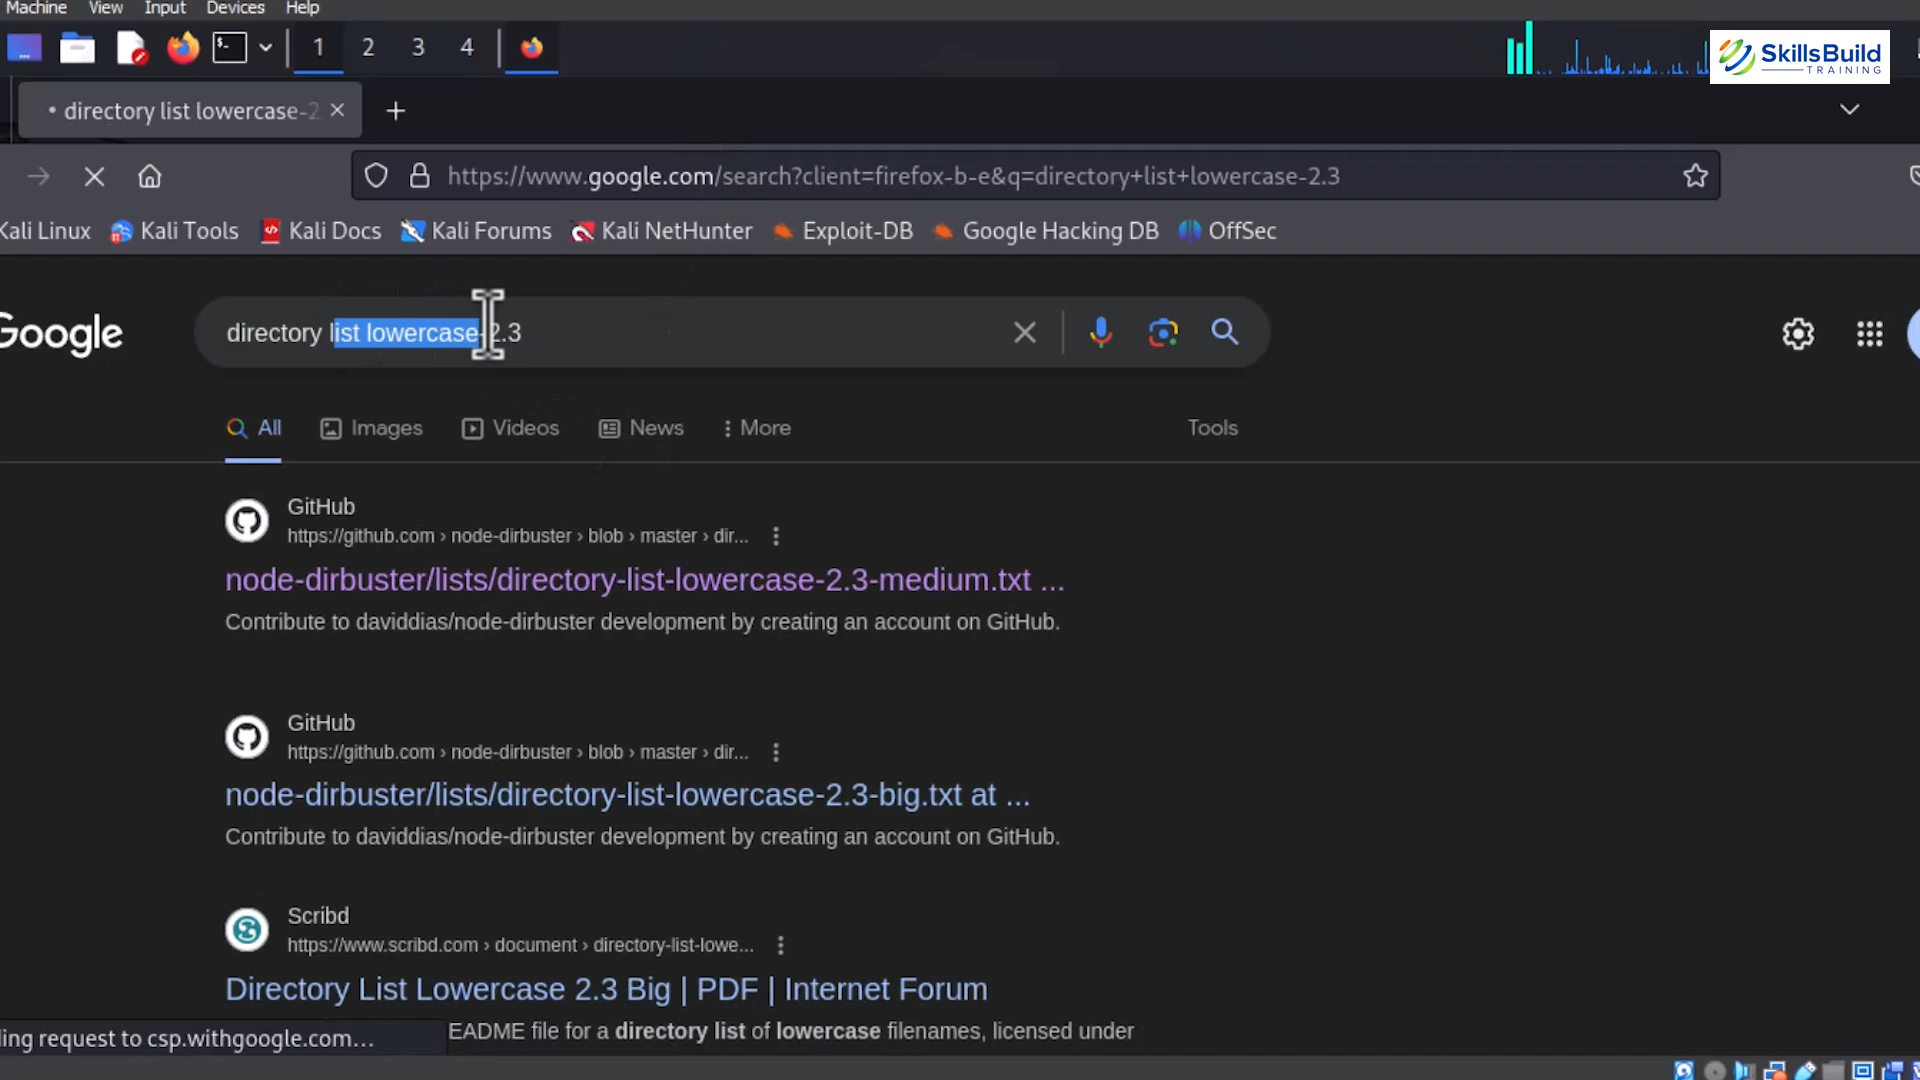 Machine View Input Devices Help
1 2 3 4
SkillsBuild
TRAINING
directory list lowercase-2
https://www.google.com/search?client=firefox-b-e&q=directory+list+lowercase-2.3
Kali Linux Kali Tools Kali Docs Kali Forums Kali NetHunter Exploit-DB Google Hacking DB OffSec
Google
directory list lowercase-2.3
All Images Videos News More Tools
GitHub
https://github.com › node-dirbuster › blob › master › dir...
node-dirbuster/lists/directory-list-lowercase-2.3-medium.txt ...
Contribute to daviddias/node-dirbuster development by creating an account on GitHub.
GitHub
https://github.com › node-dirbuster › blob › master › dir...
node-dirbuster/lists/directory-list-lowercase-2.3-big.txt at ...
Contribute to daviddias/node-dirbuster development by creating an account on GitHub.
Scribd
https://www.scribd.com › document › directory-list-lowe...
Directory List Lowercase 2.3 Big | PDF | Internet Forum
EADME file for a directory list of lowercase filenames, licensed under
ling request to csp.withgoogle.com...